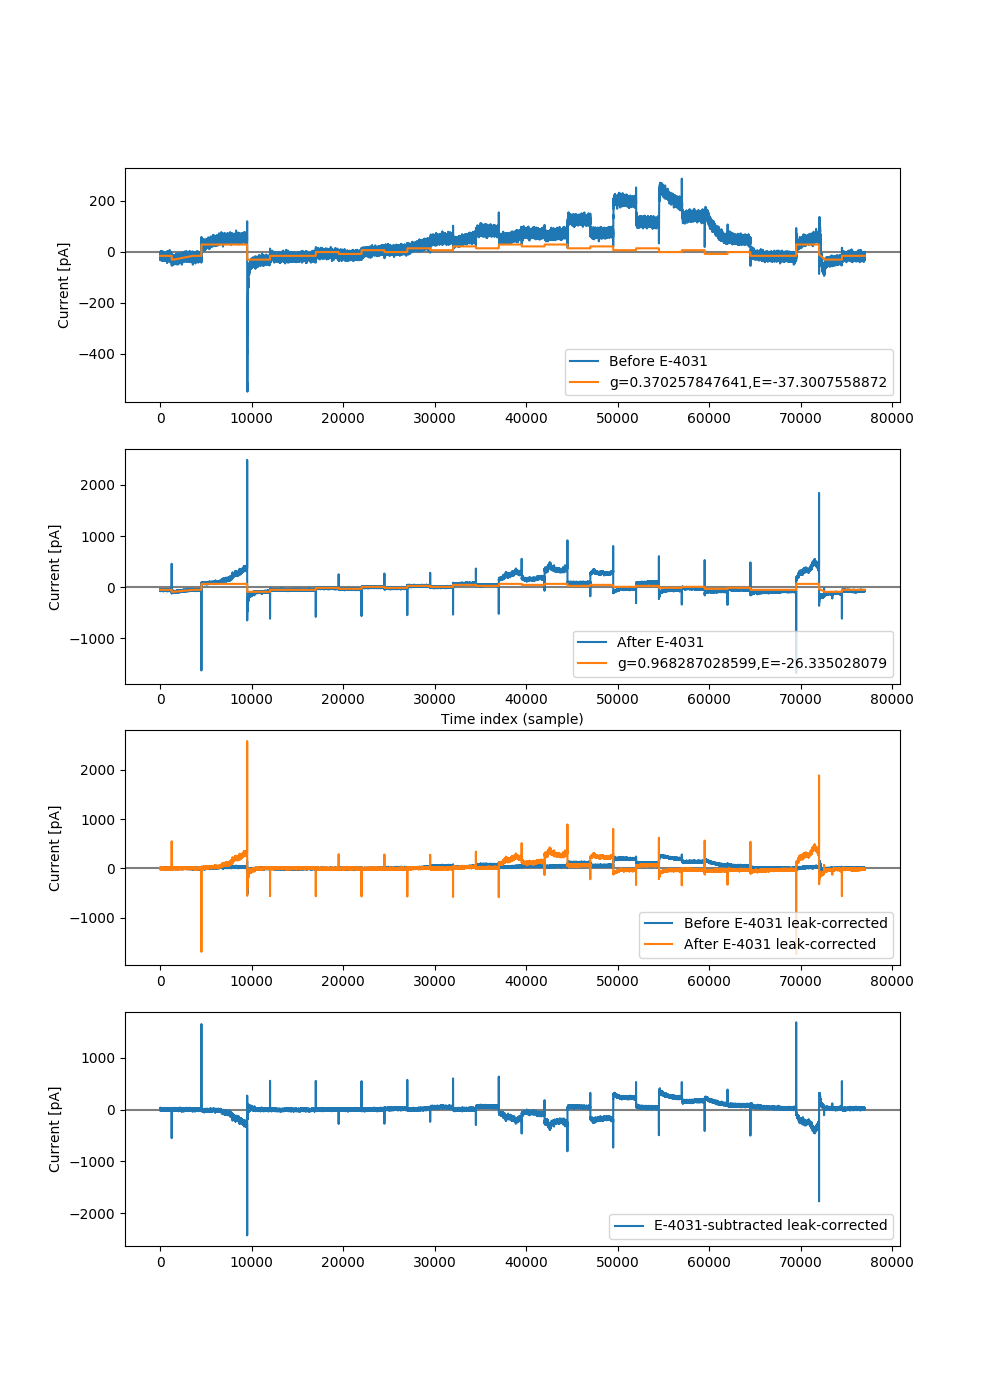 200
0
−200
−400
Current [pA]
Before E-4031
g=0.370257847641,E=-37.3007558872
0 10000 20000 30000 40000 50000 60000 70000 80000
2000
1000
0
−1000
Current [pA]
After E-4031
g=0.968287028599,E=-26.335028079
0 10000 20000 30000 40000 50000 60000 70000 80000
Time index (sample)
2000
1000
0
−1000
Current [pA]
Before E-4031 leak-corrected
After E-4031 leak-corrected
0 10000 20000 30000 40000 50000 60000 70000 80000
1000
0
−1000
−2000
Current [pA]
E-4031-subtracted leak-corrected
0 10000 20000 30000 40000 50000 60000 70000 80000